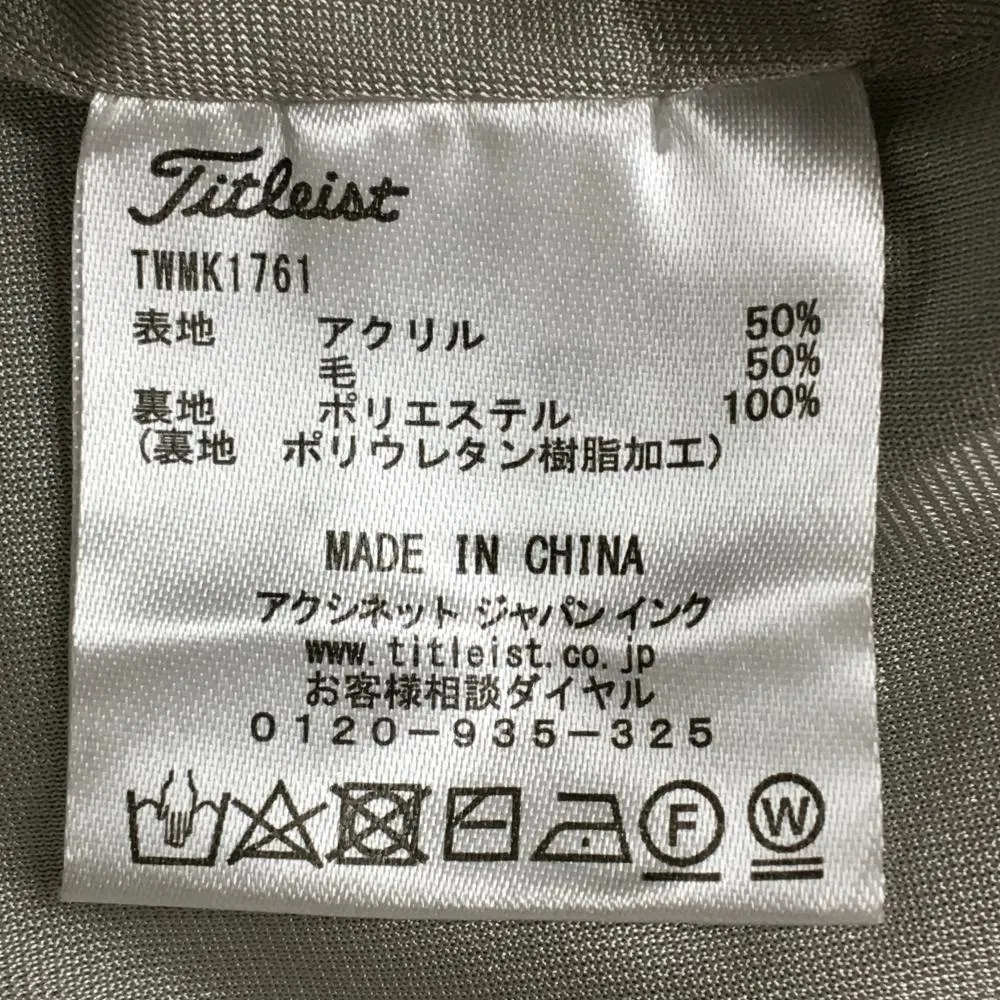 Titleist
TWMK1761
表地 アクリル 50%
毛 50%
裏地 ポリエステル 100%
(裏地 ポリウレタン樹脂加工)
MADE IN CHINA
アクシネット ジャパン インク
www.titleist.co.jp
お客様相談ダイヤル
0120-935-325
F W